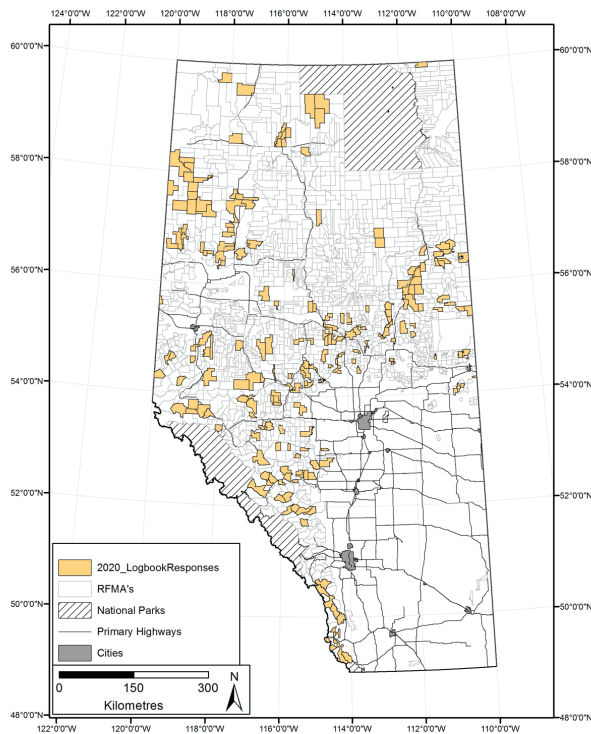 124°0'0"W 120°0'0"W 118°0'0"W 116°0'0"W 114°0'0"W 112°0'0"W 110°0'0"W 108°0'0"W
60°0'0"N 60°0'0"N
58°0'0"N 58°0'0"N
56°0'0"N 56°0'0"N
54°0'0"N 54°0'0"N
52°0'0"N 52°0'0"N
2020_LogbookResponses
RFMA's
National Parks
Primary Highways
Cities
50°0'0"N 50°0'0"N
0 150 300
Kilometres
N
48°0'0"N 48°0'0"N
122°0'0"W 120°0'0"W 118°0'0"W 116°0'0"W 114°0'0"W 112°0'0"W 110°0'0"W